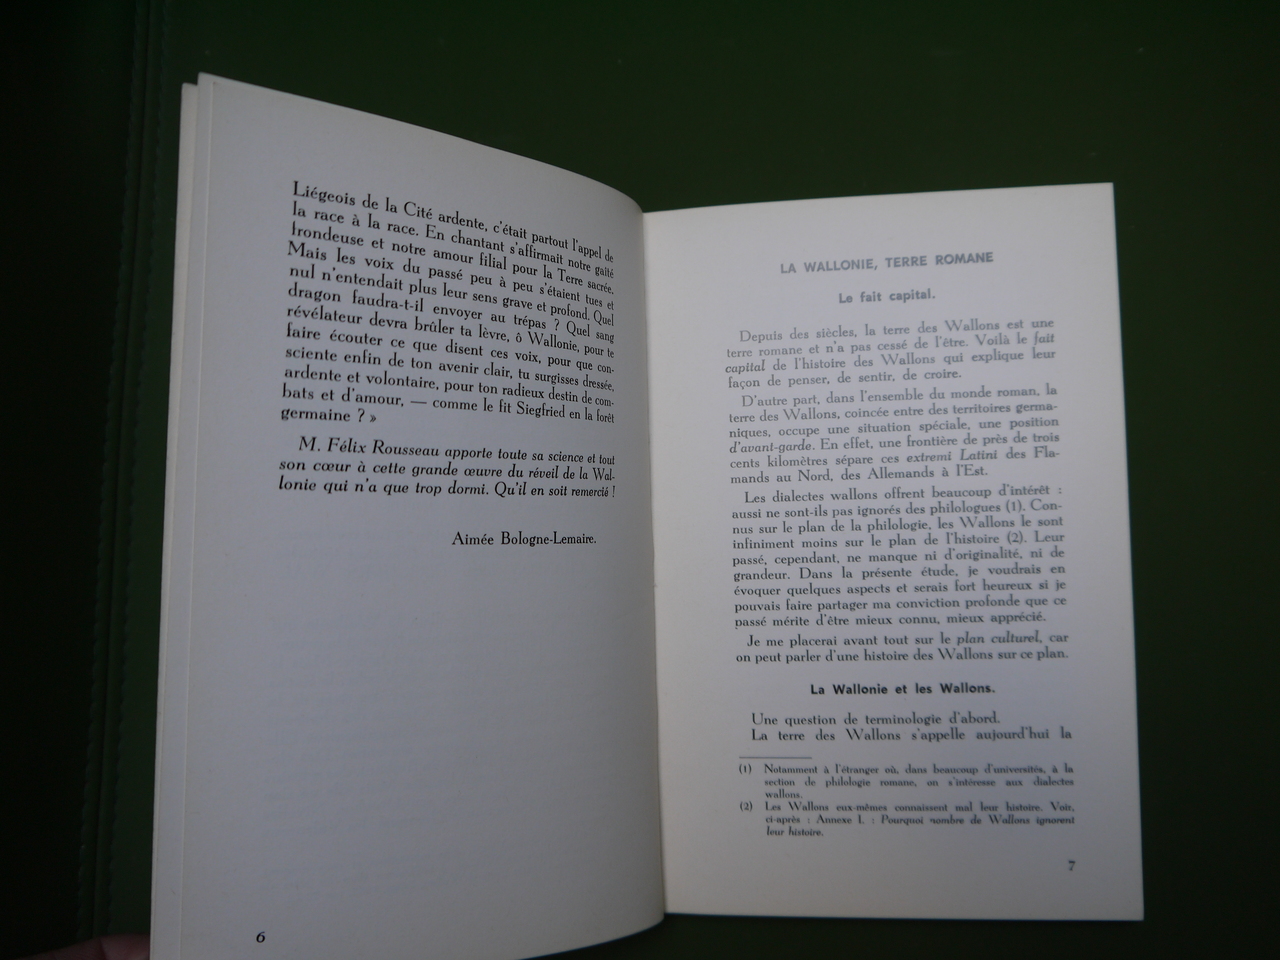 Liégeois de la Cité ardente, c'était partout l'appel de
la race à la race. En chantant s'affirmait notre gaîté
frondeuse et notre amour filial pour la Terre sacrée.
Mais les voix du passé peu à peu s'étaient tues et
nul n'entendait plus leur sens grave et profond. Quel
dragon faudra-t-il envoyer au trépas ? Quel sang
révélateur devra brûler ta lèvre, ô Wallonie, pour te
faire écouter ce que disent ces voix, pour que con-
sciente enfin de ton avenir clair, tu surgisses dressée,
ardente et volontaire, pour ton radieux destin de com-
bats et d'amour, — comme le fit Siegfried en la forêt
germaine ? »
M. Félix Rousseau apporte toute sa science et tout
son cœur à cette grande œuvre du réveil de la Wal-
lonie qui n'a que trop dormi. Qu'il en soit remercié !
Aimée Bologne-Lemaire.
6
LA WALLONIE, TERRE ROMANE
Le fait capital.
Depuis des siècles, la terre des Wallons est une
terre romane et n'a pas cessé de l'être. Voilà le fait
capital de l'histoire des Wallons qui explique leur
façon de penser, de sentir, de croire.
D'autre part, dans l'ensemble du monde roman, la
terre des Wallons, coincée entre des territoires germa-
niques, occupe une situation spéciale, une position
d'avant-garde. En effet, une frontière de près de trois
cents kilomètres sépare ces extremi Latini des Fla-
mands au Nord, des Allemands à l'Est.
Les dialectes wallons offrent beaucoup d'intérêt :
aussi ne sont-ils pas ignorés des philologues (1). Con-
nus sur le plan de la philologie, les Wallons le sont
infiniment moins sur le plan de l'histoire (2). Leur
passé, cependant, ne manque ni d'originalité, ni de
grandeur. Dans la présente étude, je voudrais en
évoquer quelques aspects et serais fort heureux si je
pouvais faire partager ma conviction profonde que ce
passé mérite d'être mieux connu, mieux apprécié.
Je me placerai avant tout sur le plan culturel, car
on peut parler d'une histoire des Wallons sur ce plan.
La Wallonie et les Wallons.
Une question de terminologie d'abord.
La terre des Wallons s'appelle aujourd'hui la
(1) Notamment à l'étranger où, dans beaucoup d'universités, à la
section de philologie romane, on s'intéresse aux dialectes
wallons.
(2) Les Wallons eux-mêmes connaissent mal leur histoire. Voir,
ci-après : Annexe I. : Pourquoi nombre de Wallons ignorent
leur histoire.
7